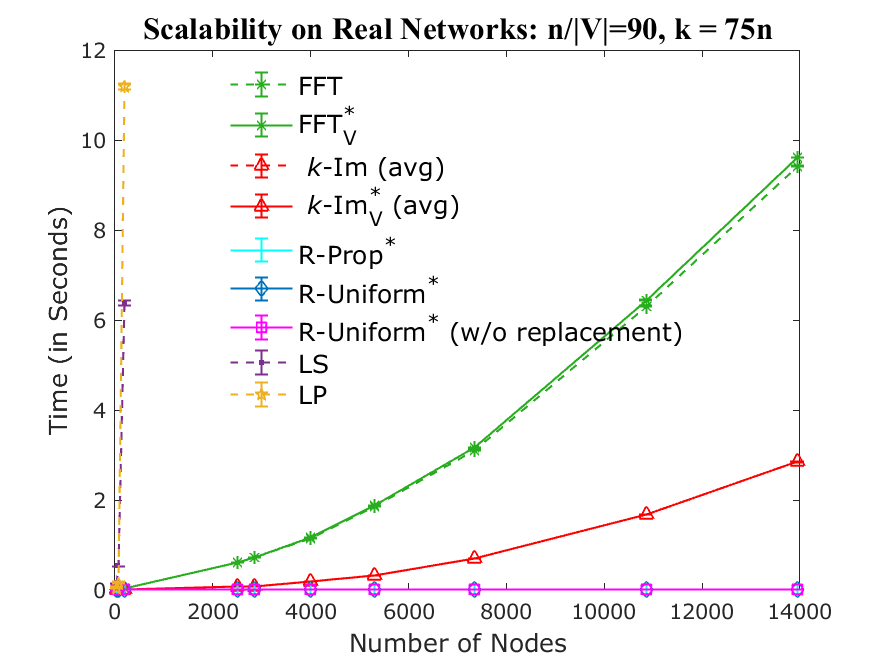 Scalability on Real Networks: n/|V|=90, k = 75n
12
10
8
6
4
2
0
Time (in Seconds)
FFT
FFT*V
k-Im (avg)
k-Im*V (avg)
R-Prop*
R-Uniform*
R-Uniform* (w/o replacement)
LS
LP
0 2000 4000 6000 8000 10000 12000 14000
Number of Nodes